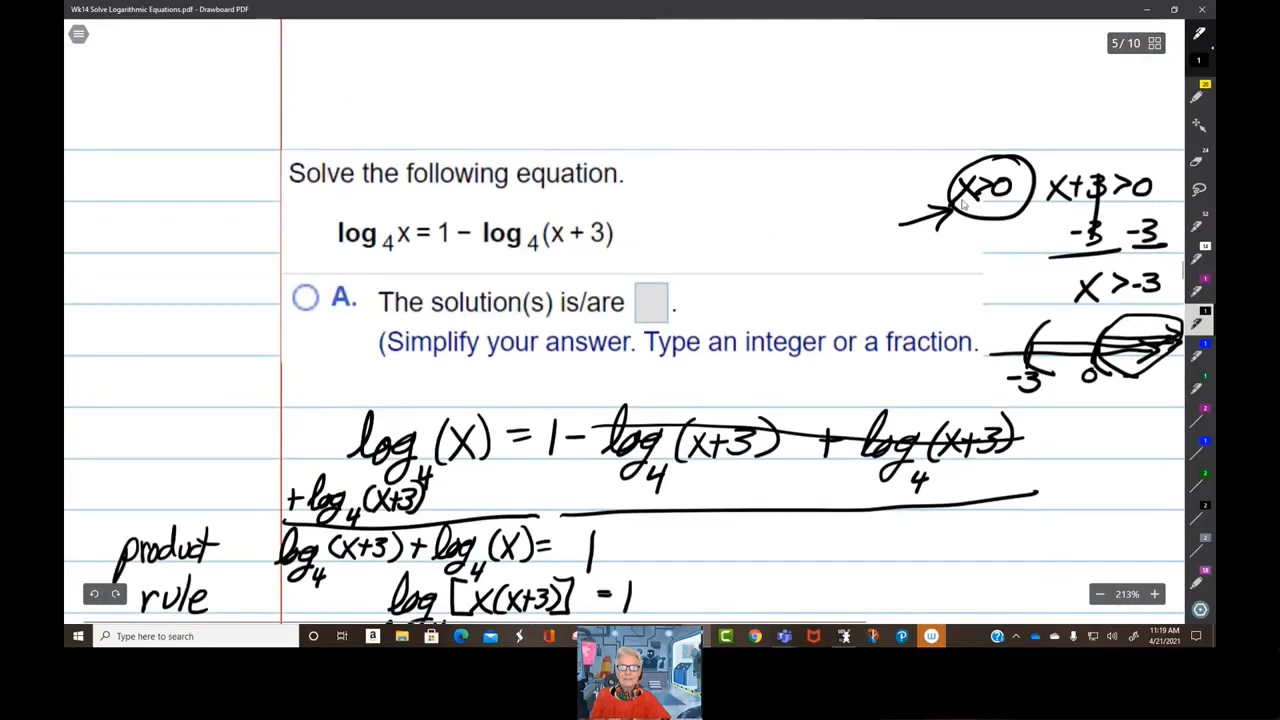 Wk14 Solve Logarithmic Equations.pdf - Drawboard PDF
5 / 10
Solve the following equation.
log₄x = 1 − log₄(x + 3)
x>0 x+3>0
-3 -3
x >-3
-3 0
A. The solution(s) is/are .
(Simplify your answer. Type an integer or a fraction.
log₄(x) = 1 - log₄(x+3) + log₄(x+3)
+log₄(x+3)
log₄(x+3)+log₄(x)= 1
product
rule
log [x(x+3)] = 1
213%
Type here to search
11:19 AM
4/21/2021